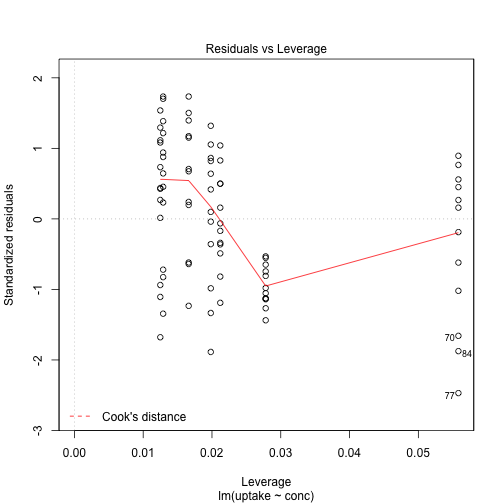 Residuals vs Leverage
Standardized residuals
2
1
0
-1
-2
-3
70
84
77
Cook's distance
0.00 0.01 0.02 0.03 0.04 0.05
Leverage
lm(uptake ~ conc)